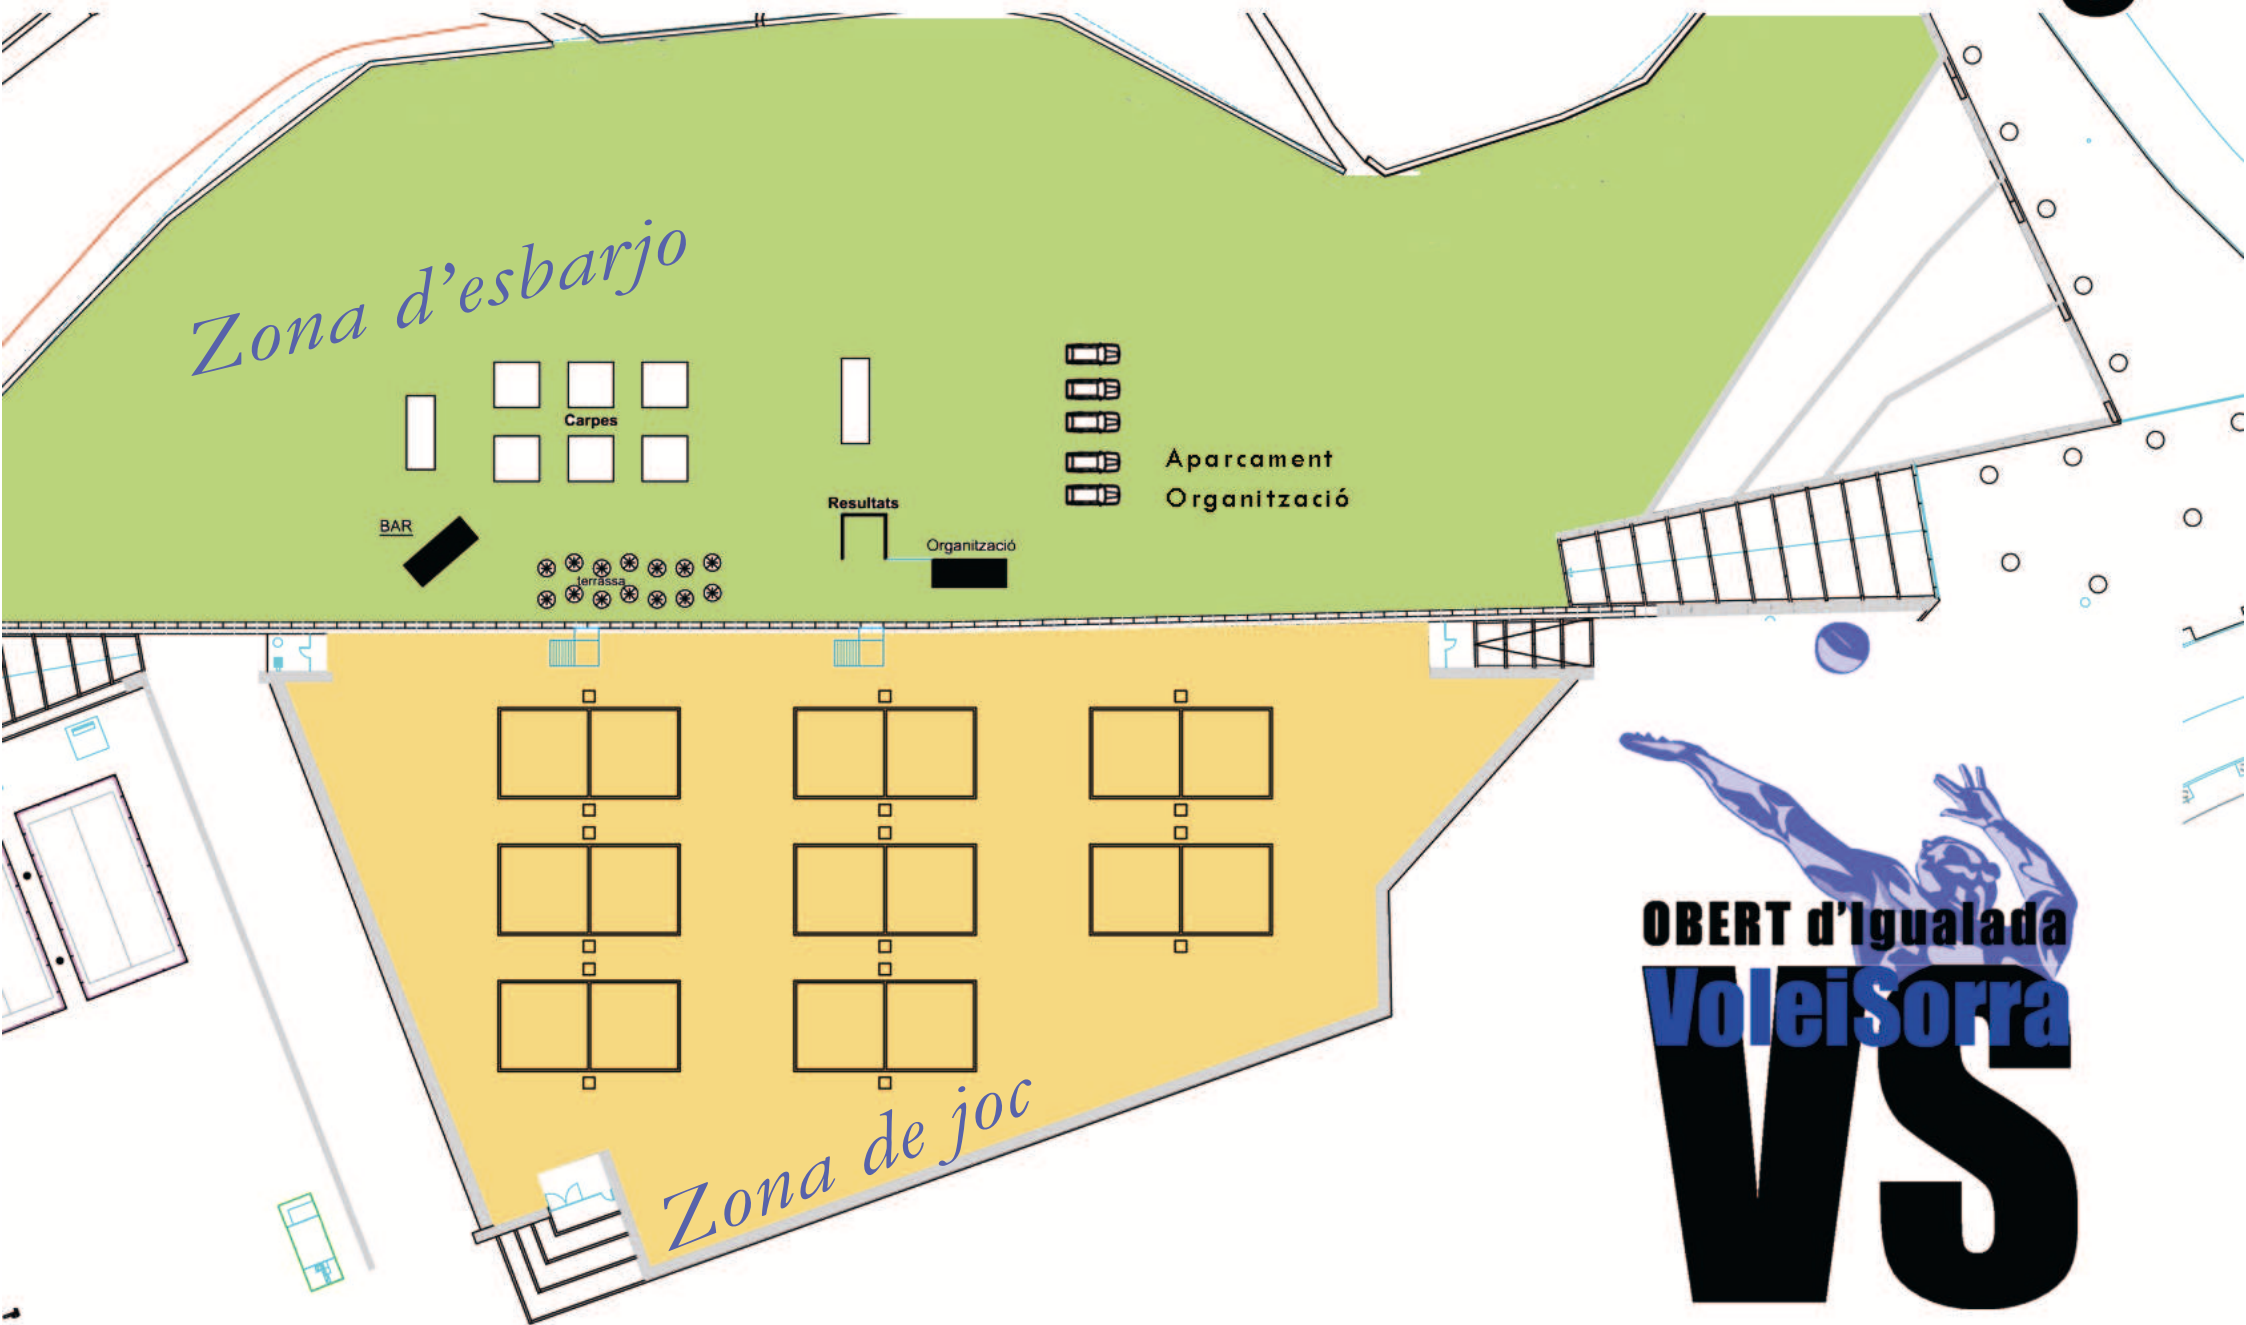 Zona d'esbarjo
Carpes
Aparcament
Organització
Resultats
BAR
Organització
terrassa
OBERT d'Igualada
VoleiSorra
VS
Zona de joc